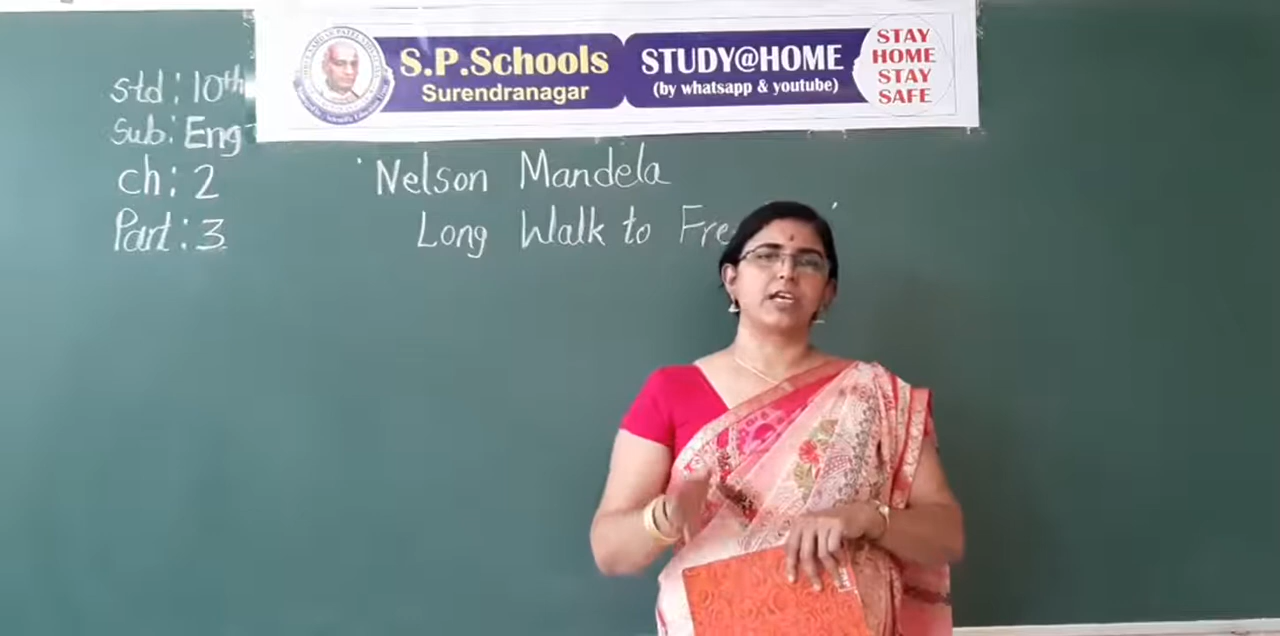 S.P.Schools
Surendranagar
STUDY@HOME
(by whatsapp & youtube)
STAY
HOME
STAY
SAFE
Std: 10th
Sub: Eng
Ch: 2
Part: 3
' Nelson Mandela
Long Walk to Fre '